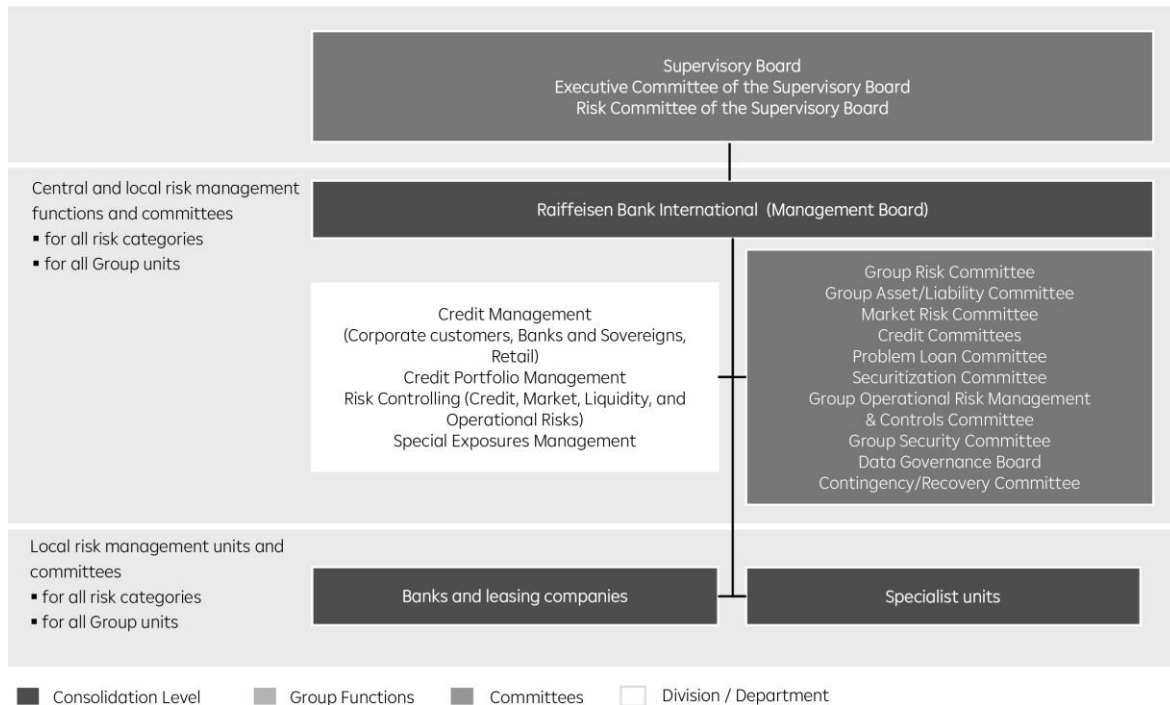 Supervisory Board
Executive Committee of the Supervisory Board
Risk Committee of the Supervisory Board
Central and local risk management
functions and committees
▪ for all risk categories
▪ for all Group units
Raiffeisen Bank International (Management Board)
Credit Management
(Corporate customers, Banks and Sovereigns,
Retail)
Credit Portfolio Management
Risk Controlling (Credit, Market, Liquidity, and
Operational Risks)
Special Exposures Management
Group Risk Committee
Group Asset/Liability Committee
Market Risk Committee
Credit Committees
Problem Loan Committee
Securitization Committee
Group Operational Risk Management
& Controls Committee
Group Security Committee
Data Governance Board
Contingency/Recovery Committee
Local risk management units and
committees
▪ for all risk categories
▪ for all Group units
Banks and leasing companies
Specialist units
Consolidation Level
Group Functions
Committees
Division / Department